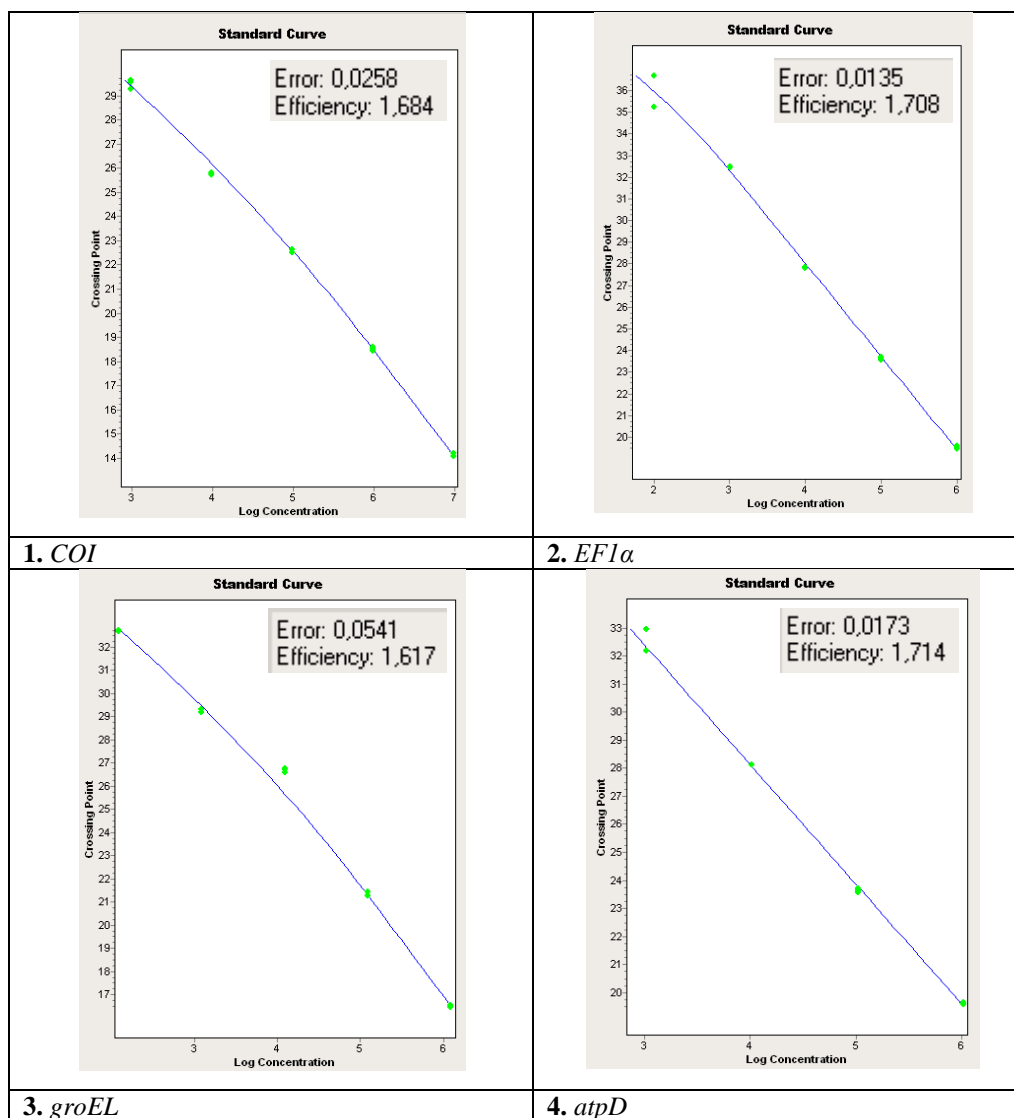 Standard Curve
Error: 0,0258
Efficiency: 1,684
29
28
27
26
25
24
23
22
21
20
19
18
17
16
15
14
Crossing Point
3 4 5 6 7
Log Concentration
1. COI
Standard Curve
Error: 0,0135
Efficiency: 1,708
36
35
34
33
32
31
30
29
28
27
26
25
24
23
22
21
20
Crossing Point
2 3 4 5 6
Log Concentration
2. EF1α
Standard Curve
Error: 0,0541
Efficiency: 1,617
32
31
30
29
28
27
26
25
24
23
22
21
20
19
18
17
Crossing Point
3 4 5 6
Log Concentration
3. groEL
Standard Curve
Error: 0,0173
Efficiency: 1,714
33
32
31
30
29
28
27
26
25
24
23
22
21
20
Crossing Point
3 4 5 6
Log Concentration
4. atpD